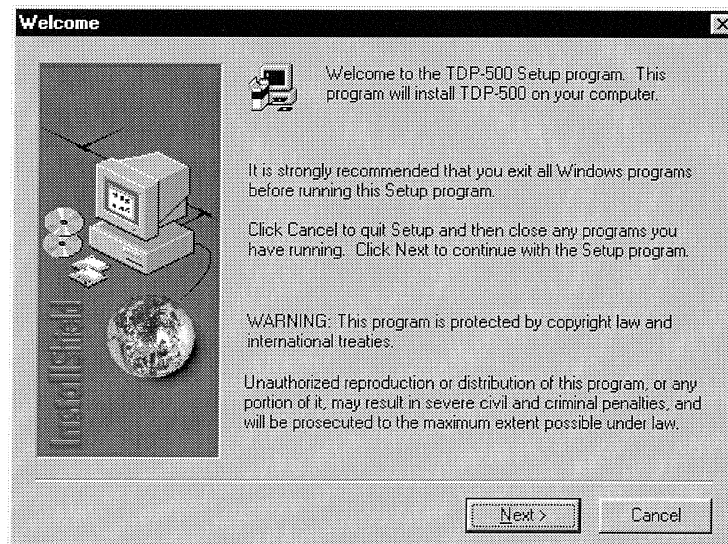 Welcome
Welcome to the TDP-500 Setup program. This
program will install TDP-500 on your computer.
It is strongly recommended that you exit all Windows programs
before running this Setup program.
Click Cancel to quit Setup and then close any programs you
have running. Click Next to continue with the Setup program.
WARNING: This program is protected by copyright law and
international treaties.
Unauthorized reproduction or distribution of this program, or any
portion of it, may result in severe civil and criminal penalties, and
will be prosecuted to the maximum extent possible under law.
InstallShield
Next >
Cancel